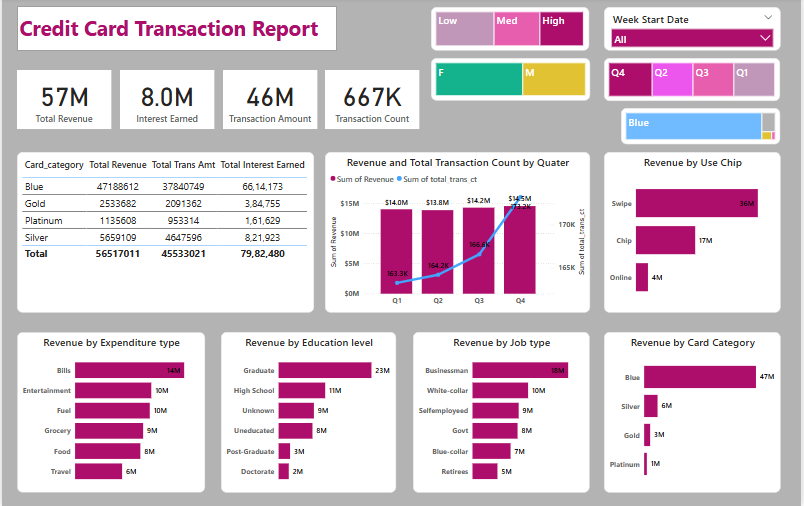 Credit Card Transaction Report
Low Med High
Week Start Date
All
F M
Q4 Q2 Q3 Q1
Blue
57M
Total Revenue
8.0M
Interest Earned
46M
Transaction Amount
667K
Transaction Count
Card_category Total Revenue Total Trans Amt Total Interest Earned
Blue 47188612 37840749 66,14,173
Gold 2533682 2091362 3,84,755
Platinum 1135608 953314 1,61,629
Silver 5659109 4647596 8,21,923
Total 56517011 45533021 79,82,480
Revenue and Total Transaction Count by Quater
Sum of Revenue Sum of total_trans_ct
Sum of Revenue
$15M
$10M
$5M
$0M
$14.0M $13.8M $14.2M $14.5M
163.3K 164.2K 166.6K 173.2K
170K
165K
Sum of total_trans_ct
Q1 Q2 Q3 Q4
Revenue by Use Chip
Swipe 36M
Chip 17M
Online 4M
Revenue by Expenditure type
Bills 14M
Entertainment 10M
Fuel 10M
Grocery 9M
Food 8M
Travel 6M
Revenue by Education level
Graduate 23M
High School 11M
Unknown 9M
Uneducated 8M
Post-Graduate 3M
Doctorate 2M
Revenue by Job type
Businessman 18M
White-collar 10M
Selfemployeed 9M
Govt 8M
Blue-collar 7M
Retirees 5M
Revenue by Card Category
Blue 47M
Silver 6M
Gold 3M
Platinum 1M